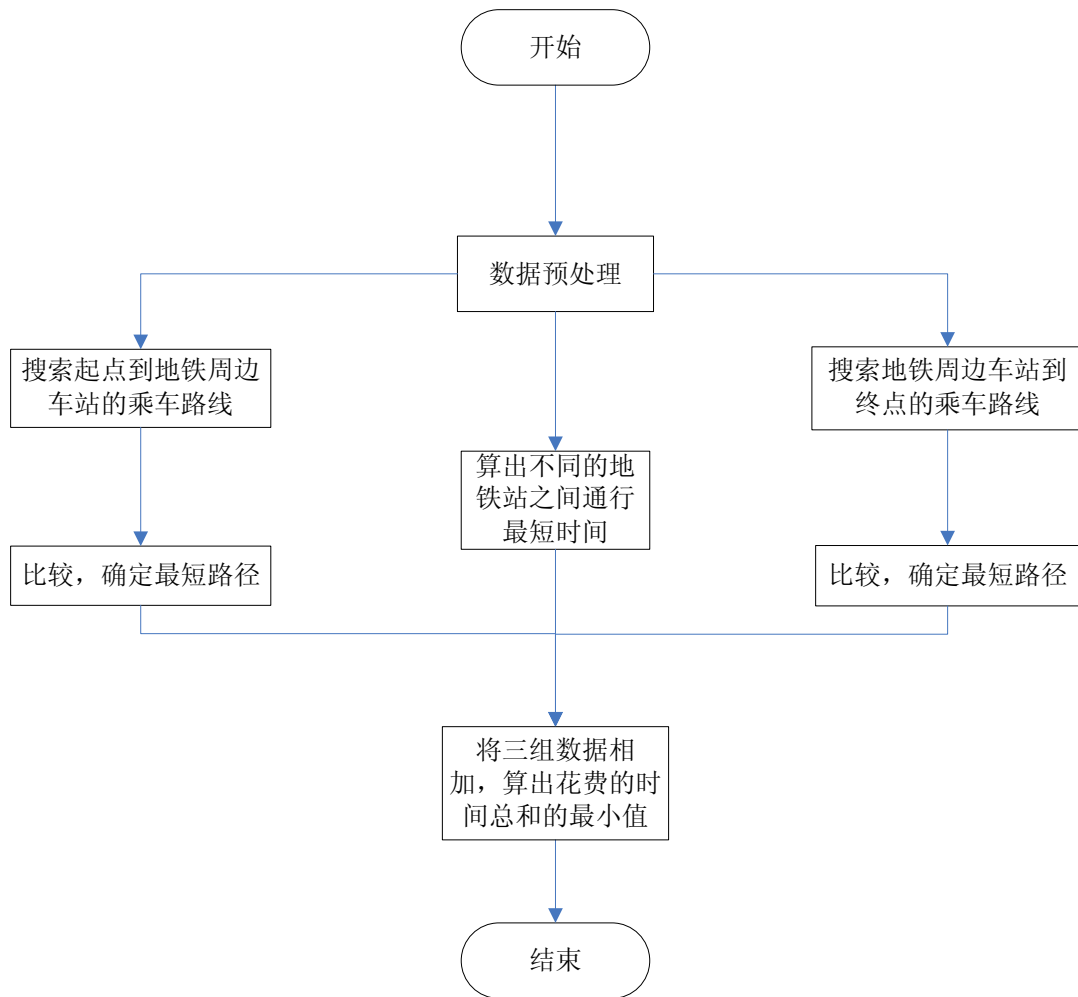 开始
数据预处理
搜索起点到地铁周边
车站的乘车路线
搜索地铁周边车站到
终点的乘车路线
算出不同的地
铁站之间通行
最短时间
比较，确定最短路径
比较，确定最短路径
将三组数据相
加，算出花费的时
间总和的最小值
结束